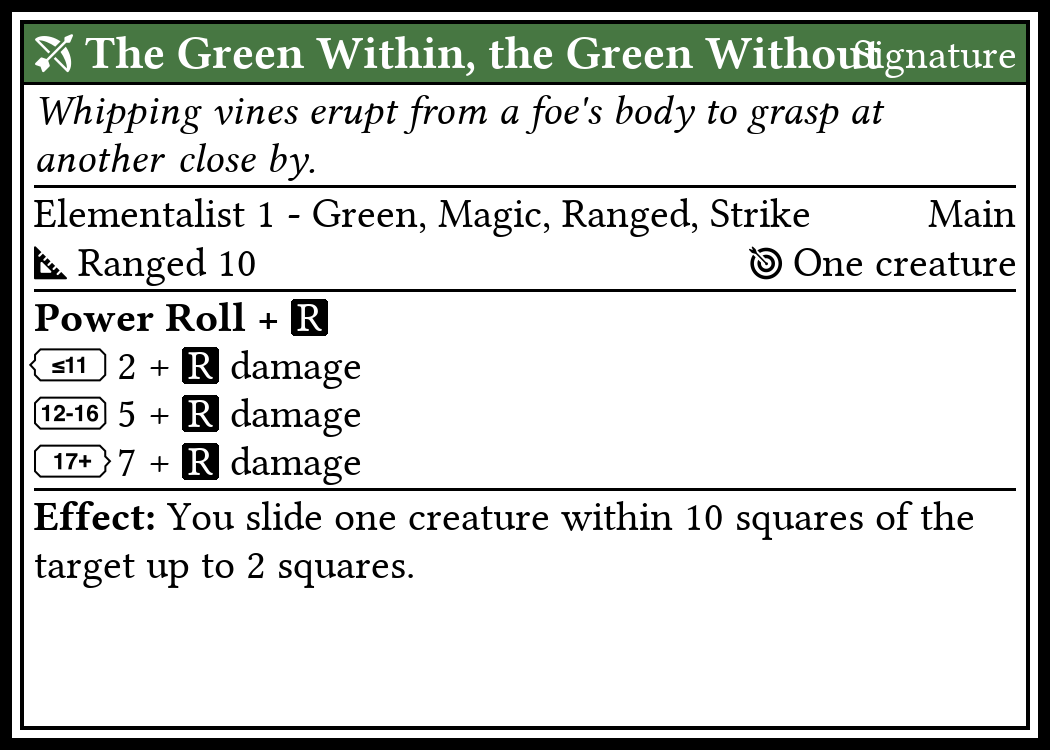 The Green Within, the Green Without Signature
Whipping vines erupt from a foe's body to grasp at
another close by.
Elementalist 1 - Green, Magic, Ranged, Strike Main
Ranged 10 One creature
Power Roll + R
≤11 2 + R damage
12-16 5 + R damage
17+ 7 + R damage
Effect: You slide one creature within 10 squares of the
target up to 2 squares.